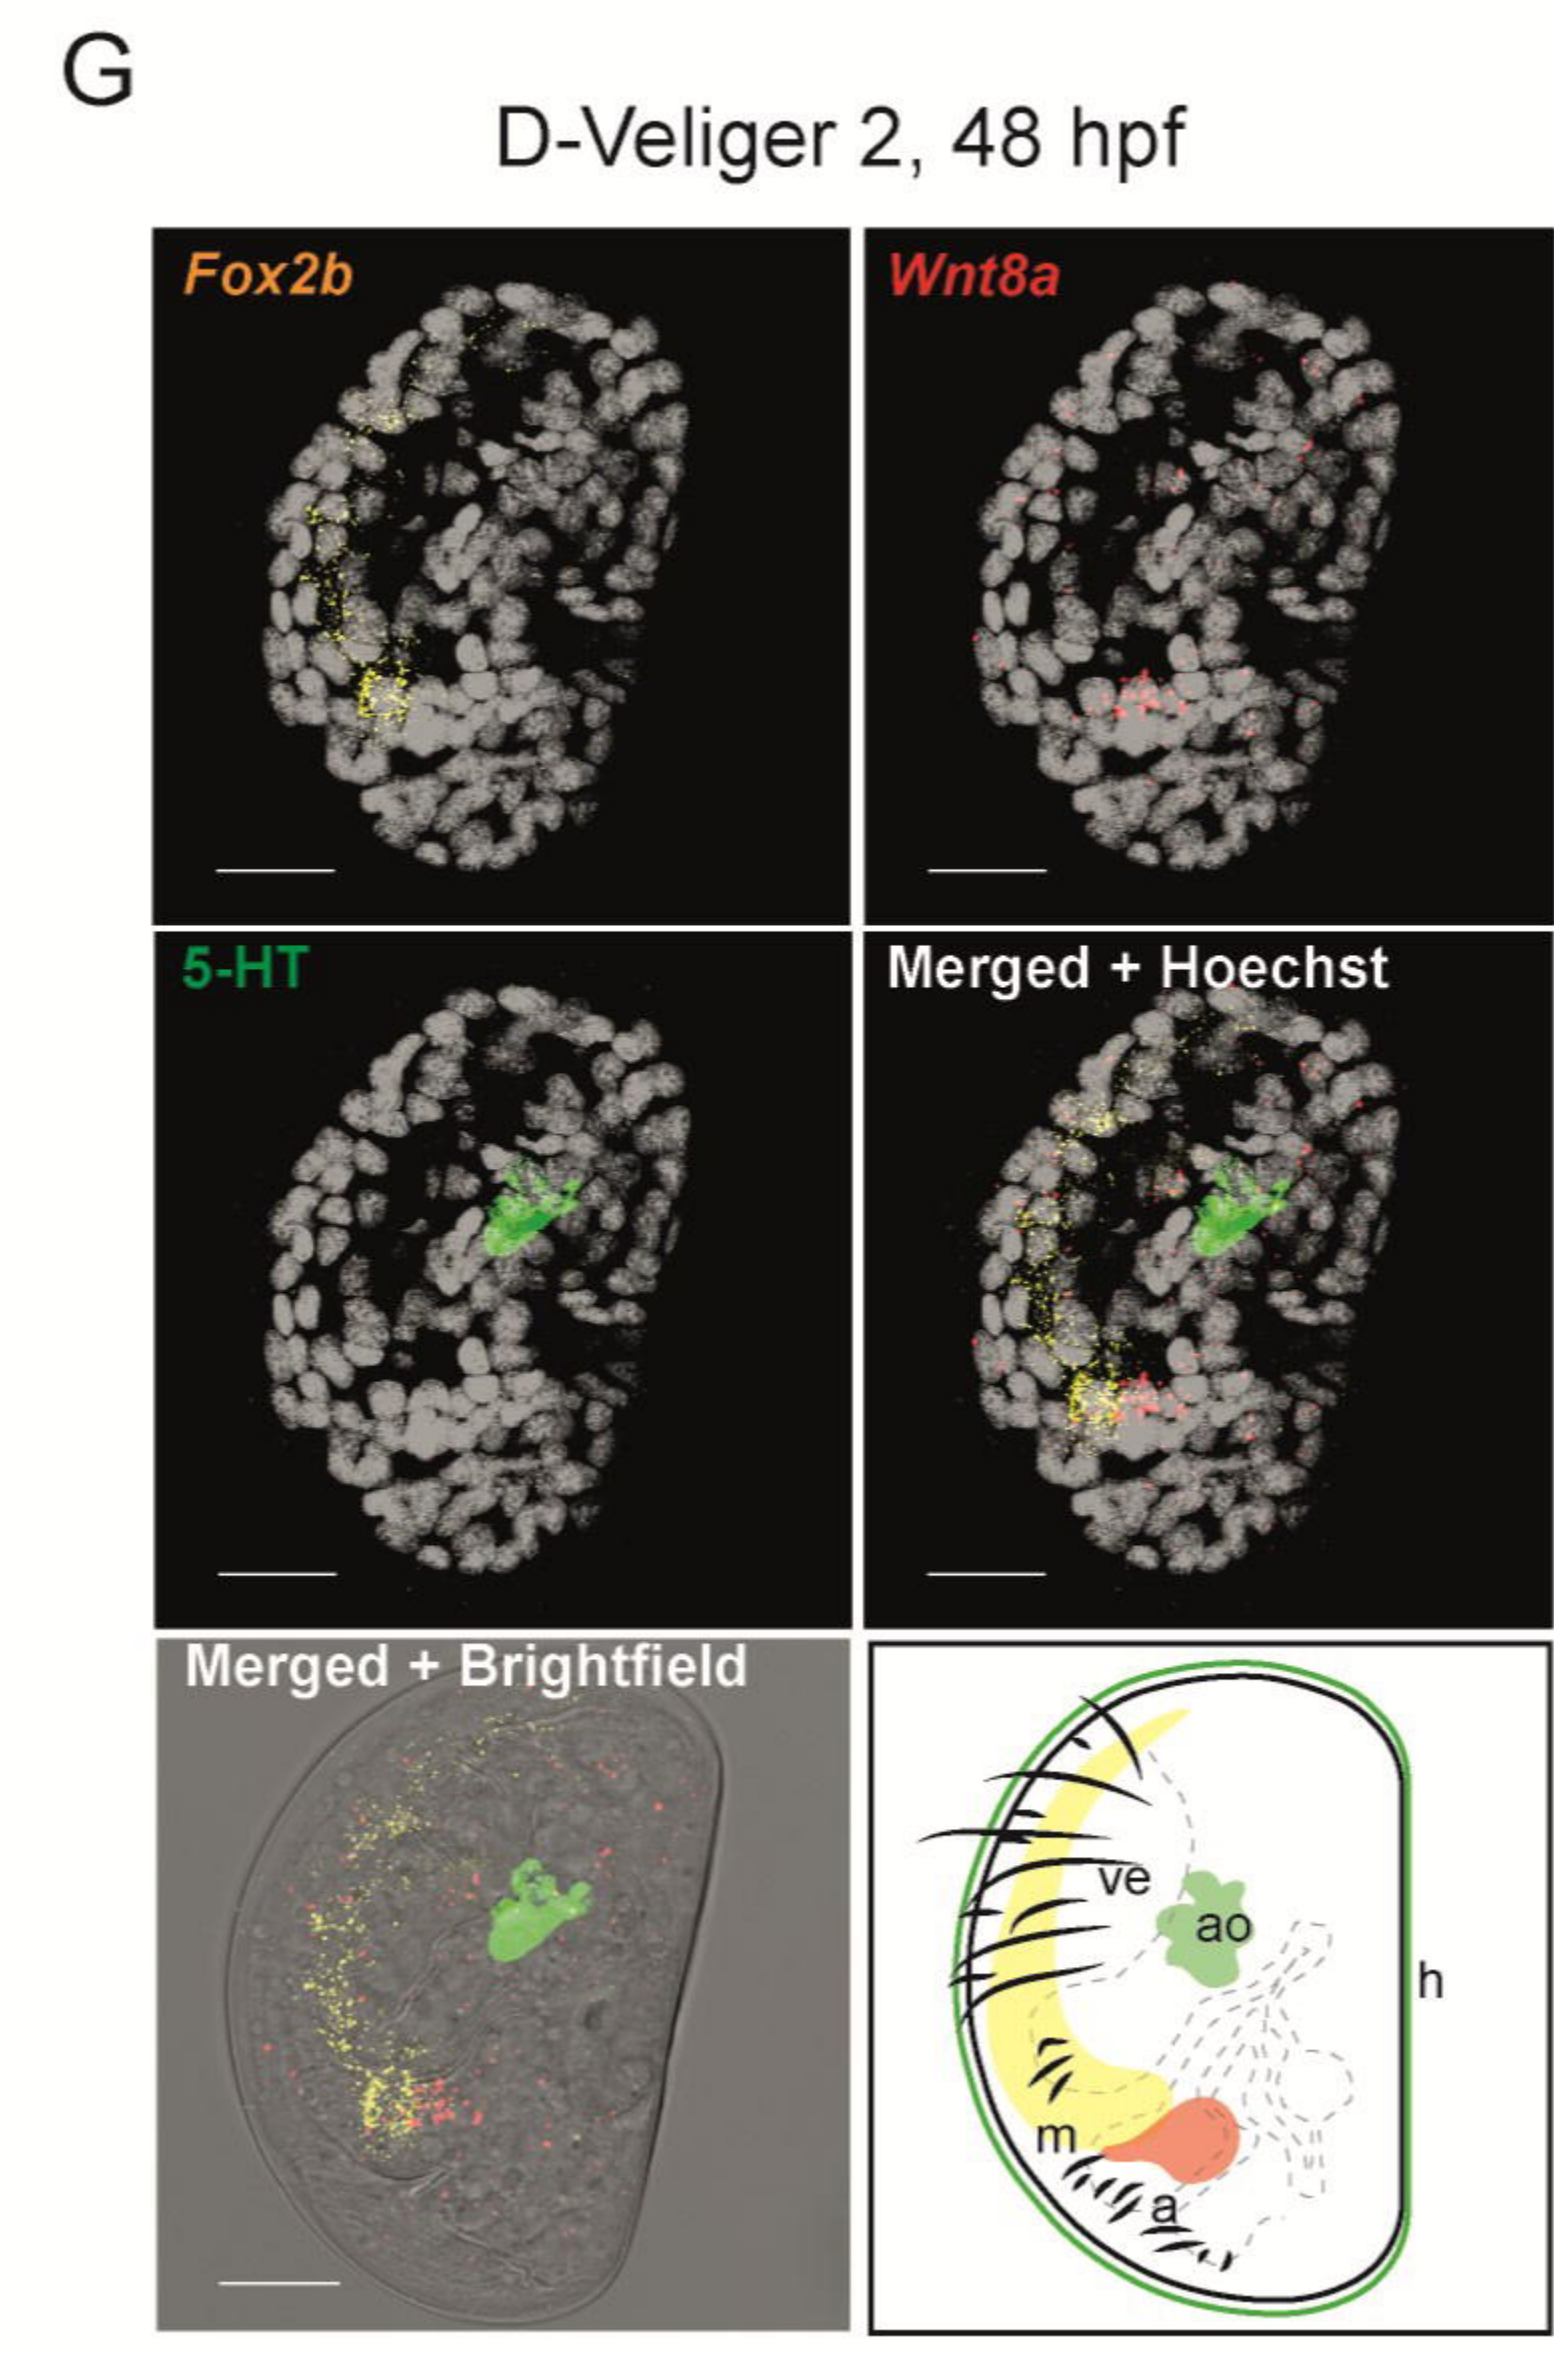 G
D-Veliger 2, 48 hpf
Fox2b
Wnt8a
5-HT
Merged + Hoechst
Merged + Brightfield
ve
ao
h
m
a